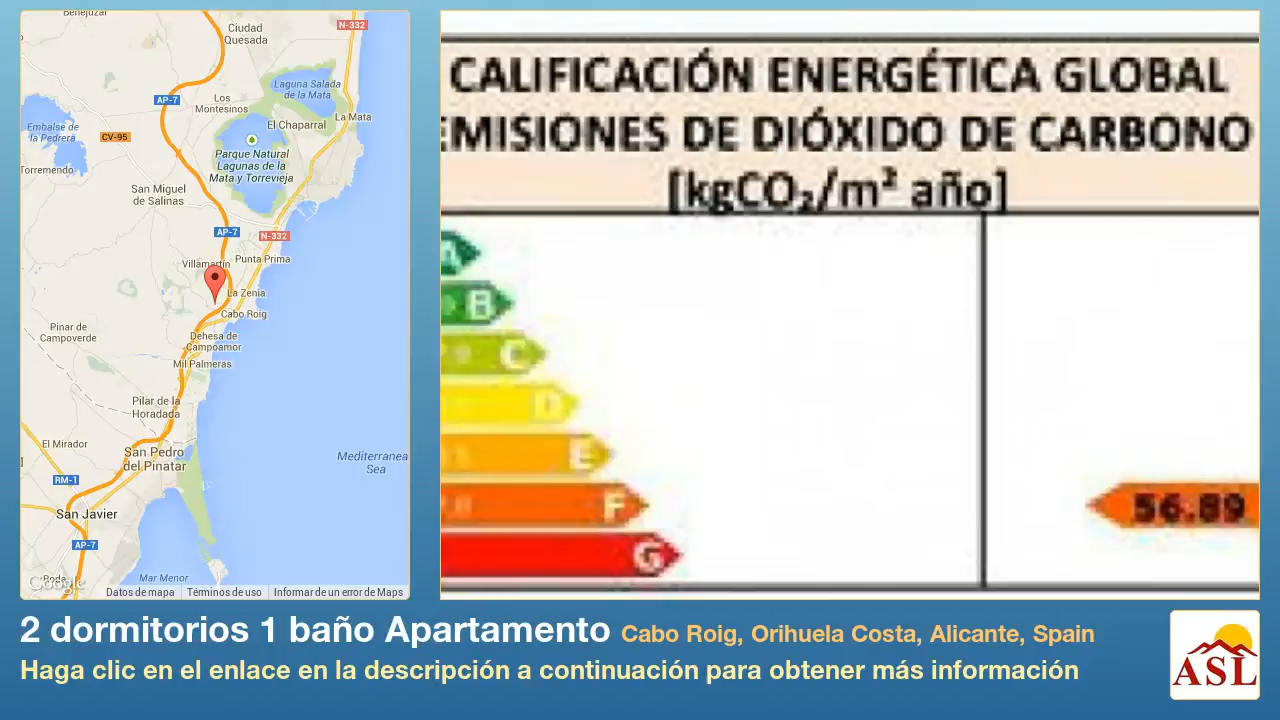 Benejúzar
Ciudad
Quesada
N-332
Laguna Salada
de la Mata
AP-7
Los
Montesinos
La Mata
El Chaparral
Embalse de
la Pedrera
CV-95
Parque Natural
Lagunas de la
Mata y Torrevieja
Torremendo
San Miguel
de Salinas
AP-7
N-332
Villamartín
Punta Prima
La Zenia
Cabo Roig
Pinar de
Campoverde
Dehesa de
Campoamor
Mil Palmeras
Pilar de la
Horadada
El Mirador
San Pedro
del Pinatar
Mediterranea
Sea
RM-1
San Javier
AP-7
Roda
Mar Menor
Google
Datos de mapa
Términos de uso
Informar de un error de Maps
CALIFICACIÓN ENERGÉTICA GLOBAL
EMISIONES DE DIÓXIDO DE CARBONO
[kgCO₂/m² año]
A
B
C
D
E
F
56.89
G
2 dormitorios 1 baño Apartamento Cabo Roig, Orihuela Costa, Alicante, Spain
Haga clic en el enlace en la descripción a continuación para obtener más información
ASL